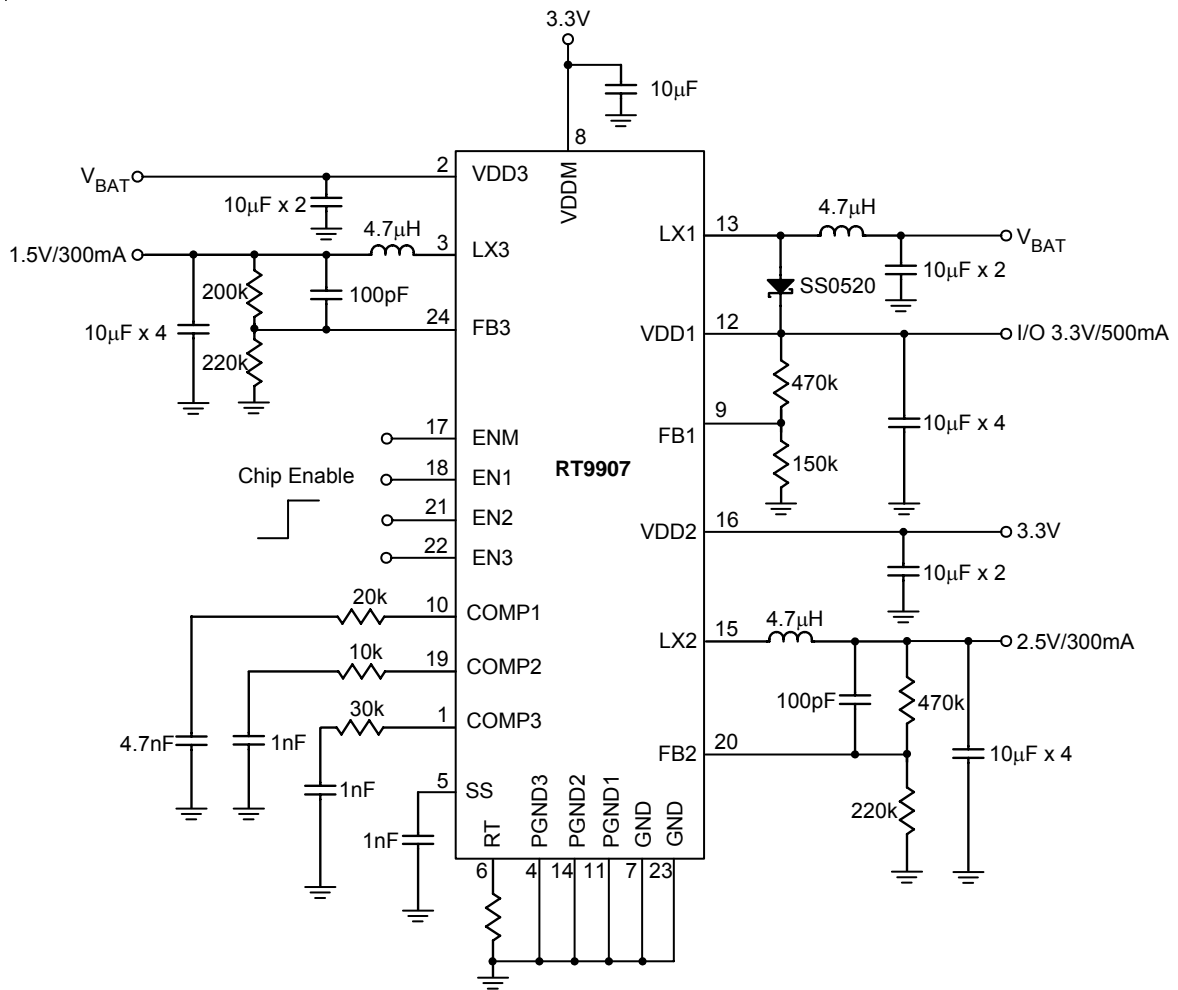 3.3V
10µF
8
VDDM
V_BAT
2
VDD3
10µF x 2
4.7µH
3
LX3
1.5V/300mA
200k
100pF
24
FB3
10µF x 4
220k
17
ENM
Chip Enable
18
EN1
21
EN2
22
EN3
20k
10
COMP1
10k
19
COMP2
30k
1
COMP3
4.7nF
1nF
1nF
5
SS
1nF
RT9907
LX1
13
4.7µH
V_BAT
10µF x 2
SS0520
VDD1
12
I/O 3.3V/500mA
470k
9
FB1
10µF x 4
150k
VDD2
16
3.3V
10µF x 2
4.7µH
LX2
15
2.5V/300mA
100pF
470k
FB2
20
10µF x 4
220k
RT
PGND3
PGND2
PGND1
GND
GND
6
4
14
11
7
23